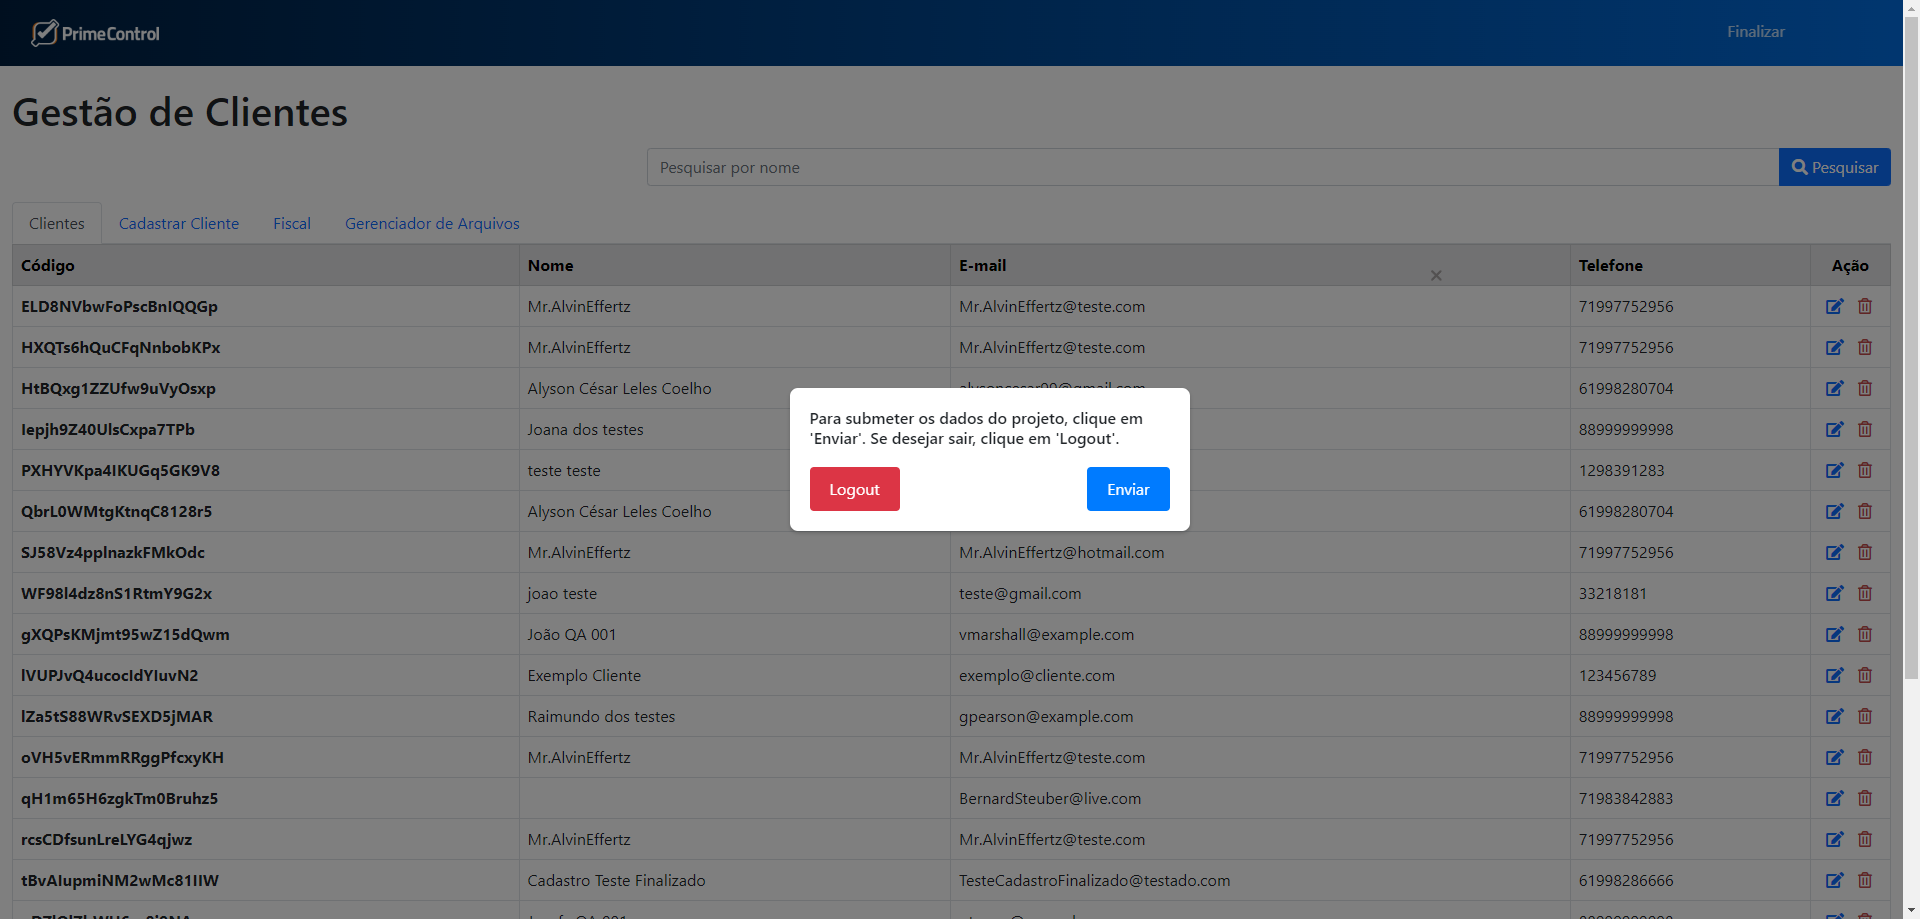 PrimeControl
Finalizar
Gestão de Clientes
Pesquisar por nome
Pesquisar
Clientes Cadastrar Cliente Fiscal Gerenciador de Arquivos
Código Nome E-mail Telefone Ação
ELD8NVbwFoPscBnIQQGp Mr.AlvinEffertz Mr.AlvinEffertz@teste.com 71997752956
HXQTs6hQuCFqNnbobKPx Mr.AlvinEffertz Mr.AlvinEffertz@teste.com 71997752956
HtBQxg1ZZUfw9uVyOsxp Alyson César Leles Coelho 61998280704
Iepjh9Z40UlsCxpa7TPb Joana dos testes 88999999998
PXHYVKpa4IKUGq5GK9V8 teste teste 1298391283
QbrL0WMtgKtnqC8128r5 Alyson César Leles Coelho 61998280704
SJ58Vz4pplnazkFMkOdc Mr.AlvinEffertz Mr.AlvinEffertz@hotmail.com 71997752956
WF98l4dz8nS1RtmY9G2x joao teste teste@gmail.com 33218181
gXQPsKMjmt95wZ15dQwm João QA 001 vmarshall@example.com 88999999998
lVUPJvQ4ucocIdYIuvN2 Exemplo Cliente exemplo@cliente.com 123456789
lZa5tS88WRvSEXD5jMAR Raimundo dos testes gpearson@example.com 88999999998
oVH5vERmmRRggPfcxyKH Mr.AlvinEffertz Mr.AlvinEffertz@teste.com 71997752956
qH1m65H6zgkTm0Bruhz5 BernardSteuber@live.com 71983842883
rcsCDfsunLreLYG4qjwz Mr.AlvinEffertz Mr.AlvinEffertz@teste.com 71997752956
tBvAIupmiNM2wMc81IIW Cadastro Teste Finalizado TesteCadastroFinalizado@testado.com 61998286666
Para submeter os dados do projeto, clique em
'Enviar'. Se desejar sair, clique em 'Logout'.
Logout Enviar